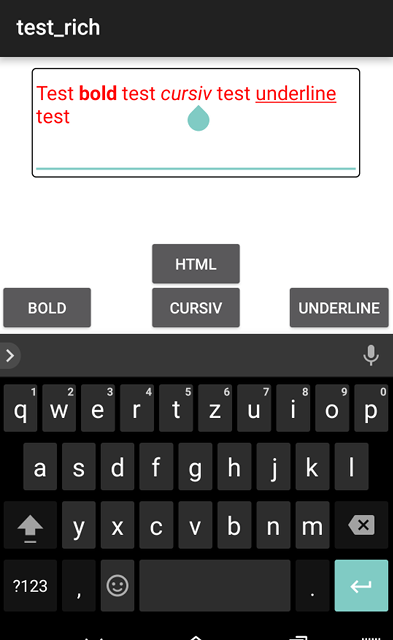 test_rich
Test bold test cursiv test underline
test
HTML
BOLD CURSIV UNDERLINE
1 2 3 4 5 6 7 8 9 0
q w e r t z u i o p
a s d f g h j k l
y x c v b n m
?123 , .